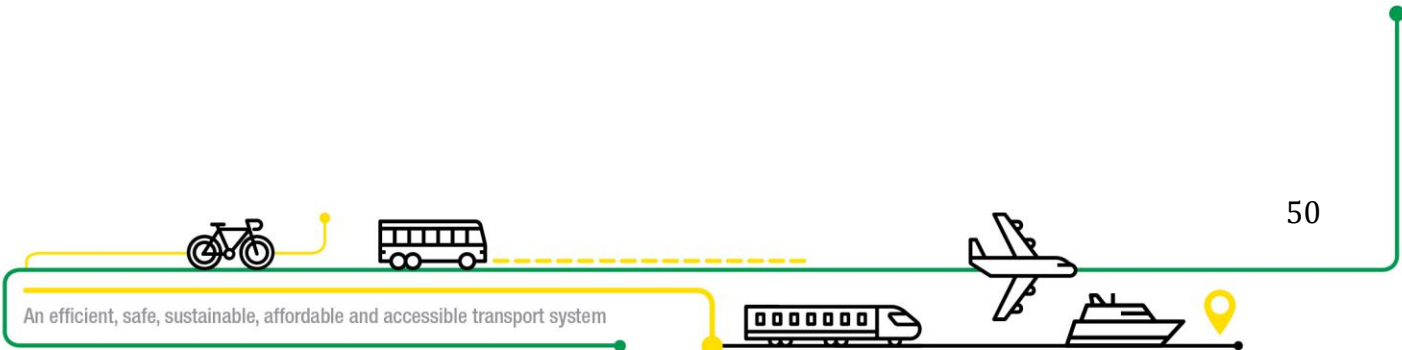 50
An efficient, safe, sustainable, affordable and accessible transport system